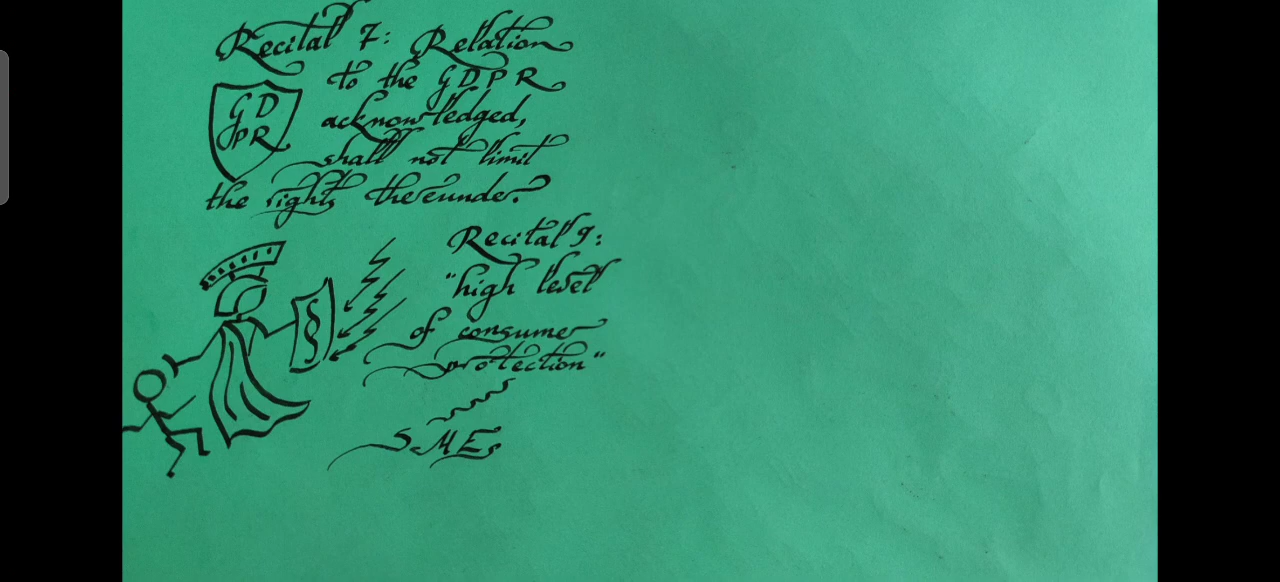 Recital 7: Relation
to the GDPR
GD
PR
acknowledged,
shall not limit
the rights thereunder.
Recital 9:
"high level
of consumer
protection"
§
SMEs